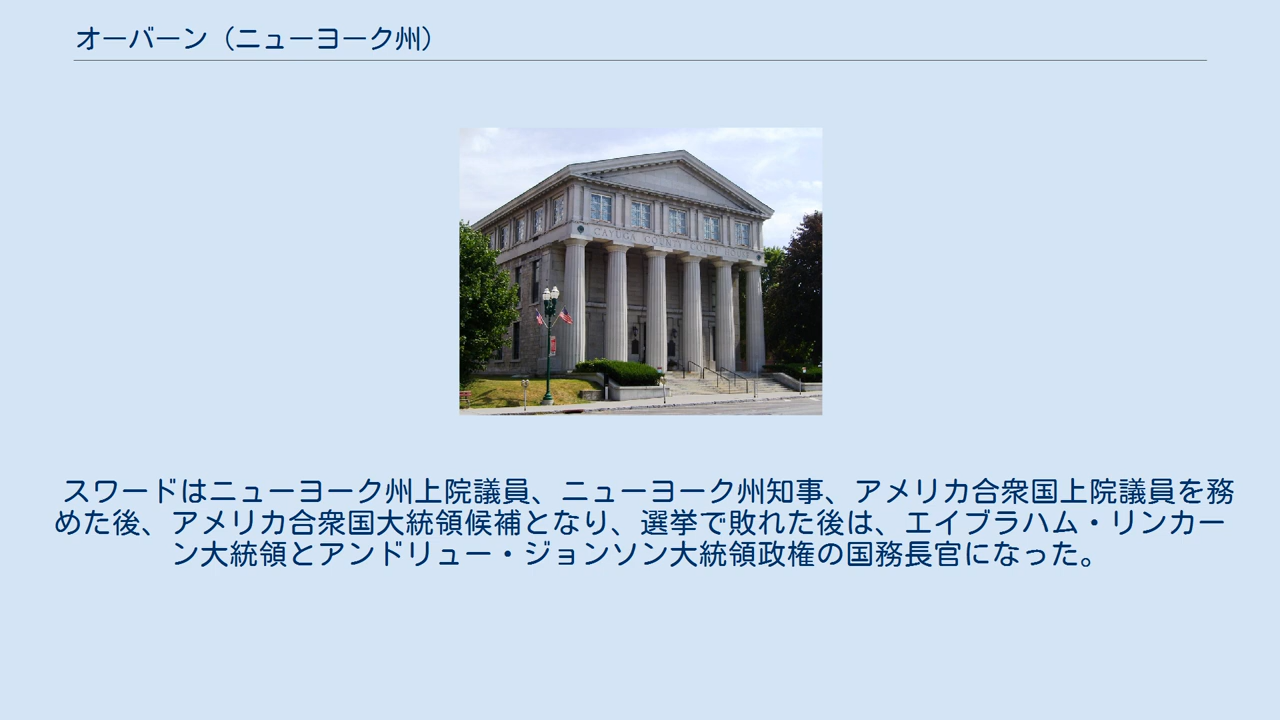 オーバーン（ニューヨーク州）
CAYUGA COUNTY COURT HOUSE
スワードはニューヨーク州上院議員、ニューヨーク州知事、アメリカ合衆国上院議員を務
めた後、アメリカ合衆国大統領候補となり、選挙で敗れた後は、エイブラハム・リンカー
ン大統領とアンドリュー・ジョンソン大統領政権の国務長官になった。